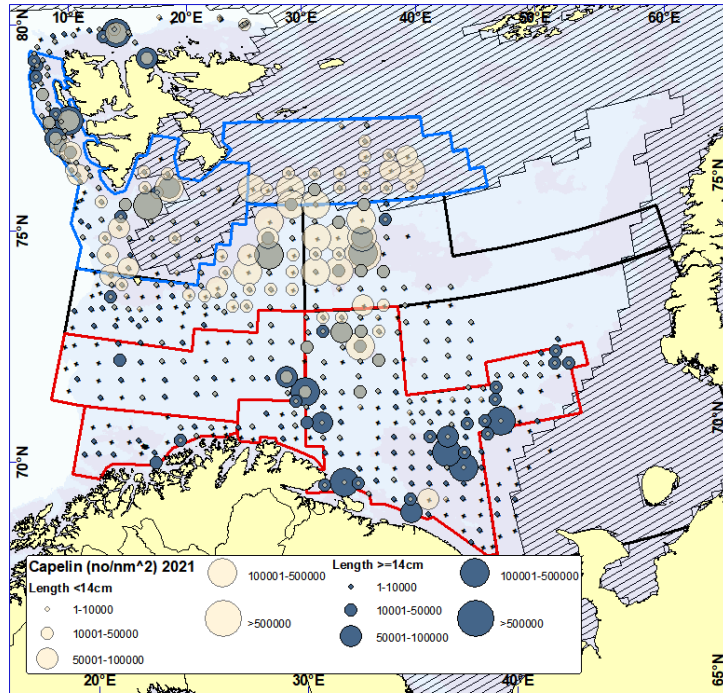 80°N 10°E 20°E 30°E 40°E 50°E 60°E 80°N
75°N 75°N
70°N 70°N
Capelin (no/nm^2) 2021
Length <14cm
1-10000
10001-50000
50001-100000
100001-500000
>500000
Length >=14cm
1-10000
10001-50000
50001-100000
100001-500000
>500000
20°E 30°E 40°E 65°N